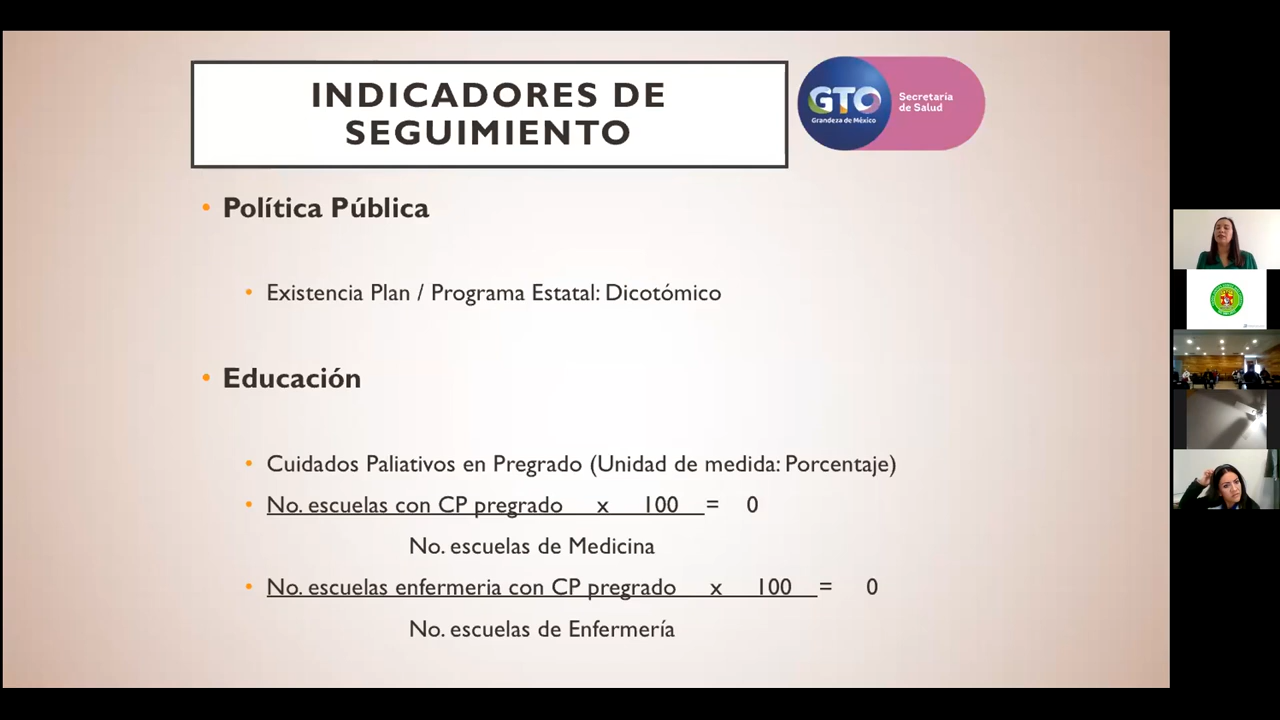 INDICADORES DE
SEGUIMIENTO
GTO
Grandeza de México
Secretaría
de Salud
• Política Pública
• Existencia Plan / Programa Estatal: Dicotómico
• Educación
• Cuidados Paliativos en Pregrado (Unidad de medida: Porcentaje)
• No. escuelas con CP pregrado x 100 = 0
No. escuelas de Medicina
• No. escuelas enfermeria con CP pregrado x 100 = 0
No. escuelas de Enfermería